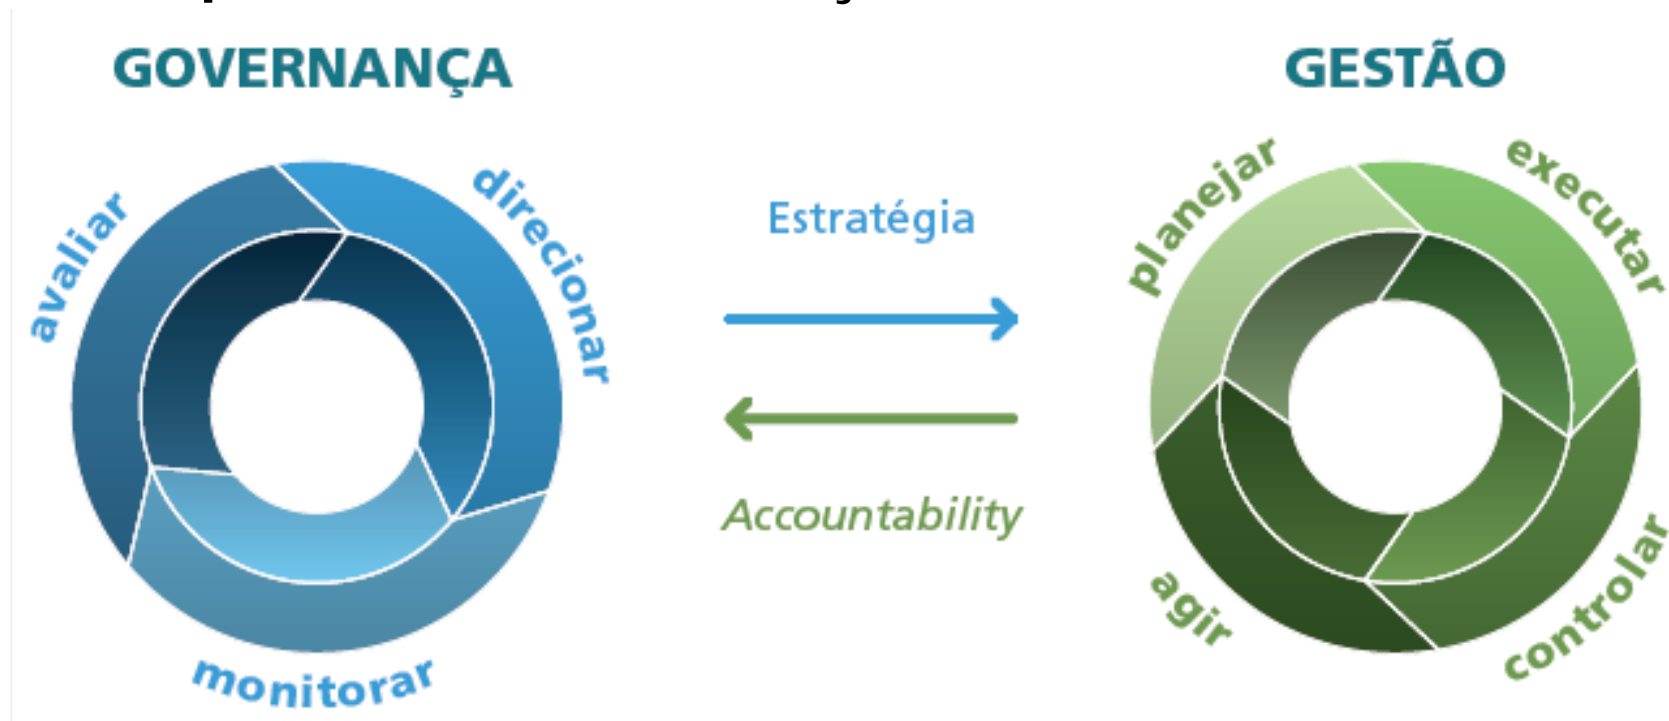 GOVERNANÇA
GESTÃO
avaliar
direcionar
monitorar
Estratégia
Accountability
planejar
executar
controlar
agir